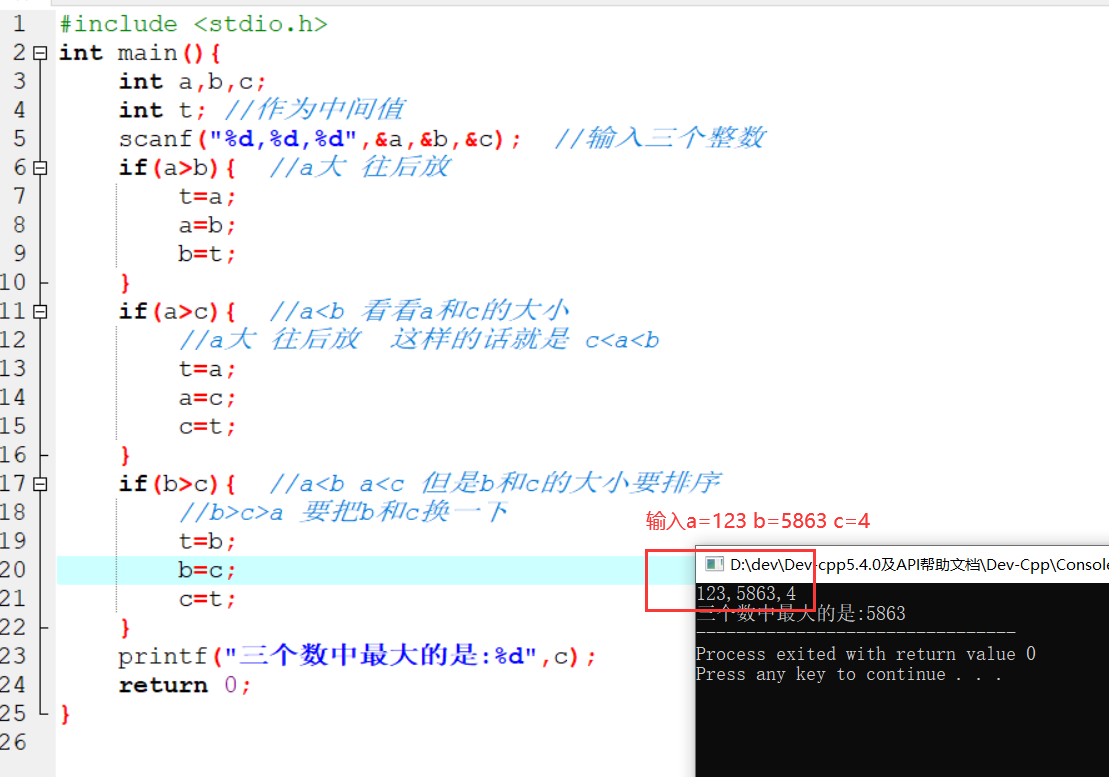 1 #include <stdio.h>
2 int main(){
3 int a,b,c;
4 int t; //作为中间值
5 scanf("%d,%d,%d",&a,&b,&c); //输入三个整数
6 if(a>b){ //a大 往后放
7 t=a;
8 a=b;
9 b=t;
10 }
11 if(a>c){ //a<b 看看a和c的大小
12 //a大 往后放 这样的话就是 c<a<b
13 t=a;
14 a=c;
15 c=t;
16 }
17 if(b>c){ //a<b a<c 但是b和c的大小要排序
18 //b>c>a 要把b和c换一下
19 t=b;
20 b=c;
21 c=t;
22 }
23 printf("三个数中最大的是:%d",c);
24 return 0;
25 }
26
输入a=123 b=5863 c=4
D:\dev\Dev-cpp5.4.0及API帮助文档\Dev-Cpp\Console
123,5863,4
三个数中最大的是:5863
--------------------------------
Process exited with return value 0
Press any key to continue . . .